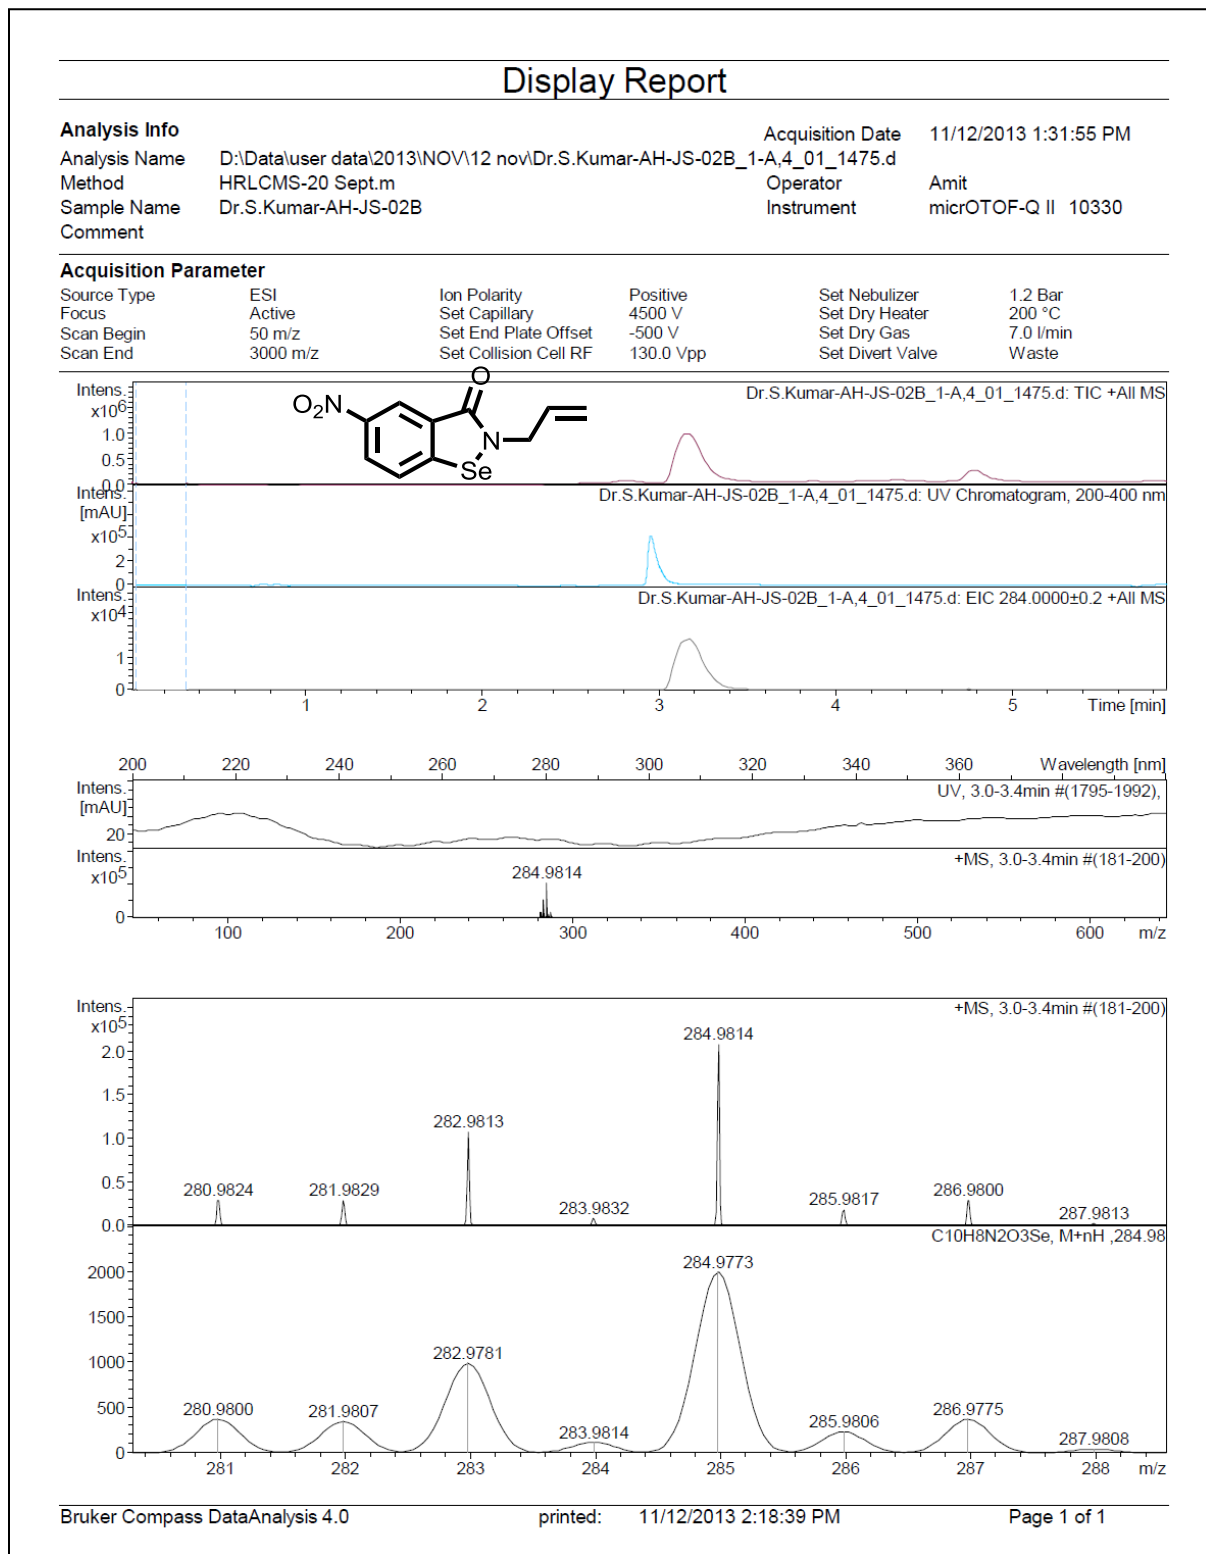 Display Report
Analysis Info
Acquisition Date 11/12/2013 1:31:55 PM
Analysis Name D:\Data\user data\2013\NOV\12 nov\Dr.S.Kumar-AH-JS-02B_1-A,4_01_1475.d
Method HRLCMS-20 Sept.m Operator Amit
Sample Name Dr.S.Kumar-AH-JS-02B Instrument micrOTOF-Q II 10330
Comment
Acquisition Parameter
Source Type ESI Ion Polarity Positive Set Nebulizer 1.2 Bar
Focus Active Set Capillary 4500 V Set Dry Heater 200 °C
Scan Begin 50 m/z Set End Plate Offset -500 V Set Dry Gas 7.0 l/min
Scan End 3000 m/z Set Collision Cell RF 130.0 Vpp Set Divert Valve Waste
Intens. Dr.S.Kumar-AH-JS-02B_1-A,4_01_1475.d: TIC +All MS
x10⁶
1.0
0.5
0.0
O
O₂N
N
Se
Intens. Dr.S.Kumar-AH-JS-02B_1-A,4_01_1475.d: UV Chromatogram, 200-400 nm
[mAU]
x10⁵
2
0
Intens. Dr.S.Kumar-AH-JS-02B_1-A,4_01_1475.d: EIC 284.0000±0.2 +All MS
x10⁴
1
0
1 2 3 4 5 Time [min]
200 220 240 260 280 300 320 340 360 Wavelength [nm]
Intens. UV, 3.0-3.4min #(1795-1992),
[mAU]
20
Intens. +MS, 3.0-3.4min #(181-200)
x10⁵
284.9814
0
100 200 300 400 500 600 m/z
Intens. +MS, 3.0-3.4min #(181-200)
x10⁵
284.9814
2.0
1.5
282.9813
1.0
0.5
280.9824 281.9829 283.9832 285.9817 286.9800 287.9813
0.0
C10H8N2O3Se, M+nH ,284.98
284.9773
2000
1500
282.9781
1000
500
280.9800 281.9807 283.9814 285.9806 286.9775 287.9808
0
281 282 283 284 285 286 287 288 m/z
Bruker Compass DataAnalysis 4.0 printed: 11/12/2013 2:18:39 PM Page 1 of 1